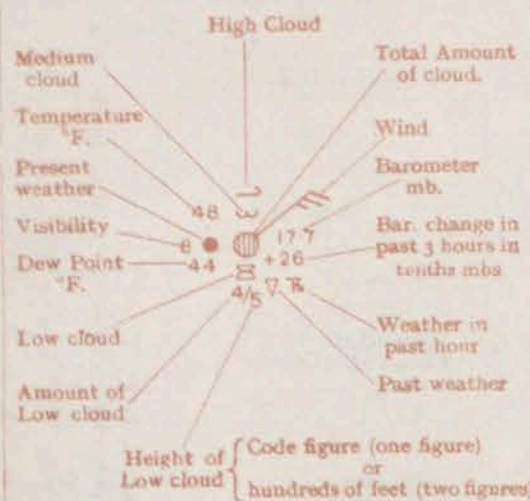 High Cloud
Medium
cloud
Total Amount
of cloud.
Temperature
°F.
Wind
Present
weather
Barometer
mb.
48
Visibility
8
177
Bar. change in
past 3 hours in
tenths mbs
+26
Dew Point
°F.
44
4/5
Low cloud
Weather in
past hour
Amount of
Low cloud
Past weather
Height of
Low cloud
Code figure (one figure)
or
hundreds of feet (two figures